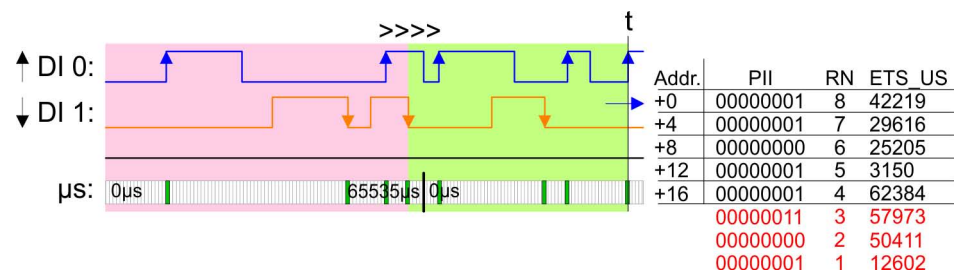 >>>> t
DI 0:
DI 1:
µs: 0µs 65535µs 0µs
Addr. PII RN ETS_US
+0 00000001 8 42219
+4 00000001 7 29616
+8 00000000 6 25205
+12 00000001 5 3150
+16 00000001 4 62384
00000011 3 57973
00000000 2 50411
00000001 1 12602